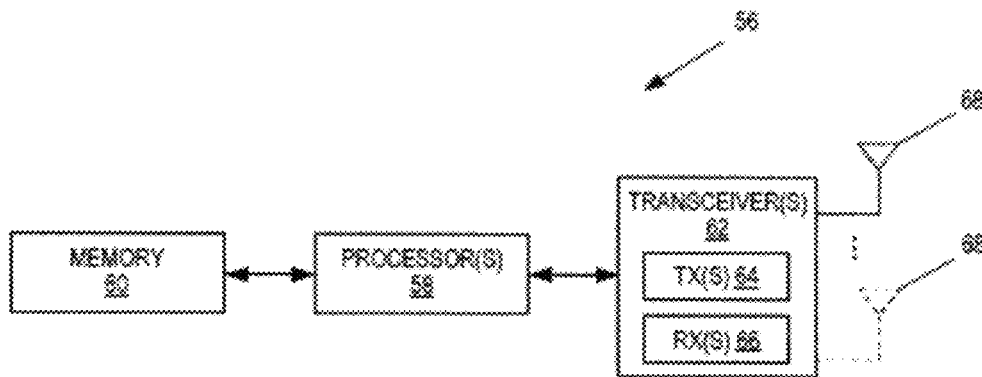 56
68
TRANSCEIVER(S)
62
MEMORY
60
PROCESSOR(S)
58
68
TX(S) 64
RX(S) 66